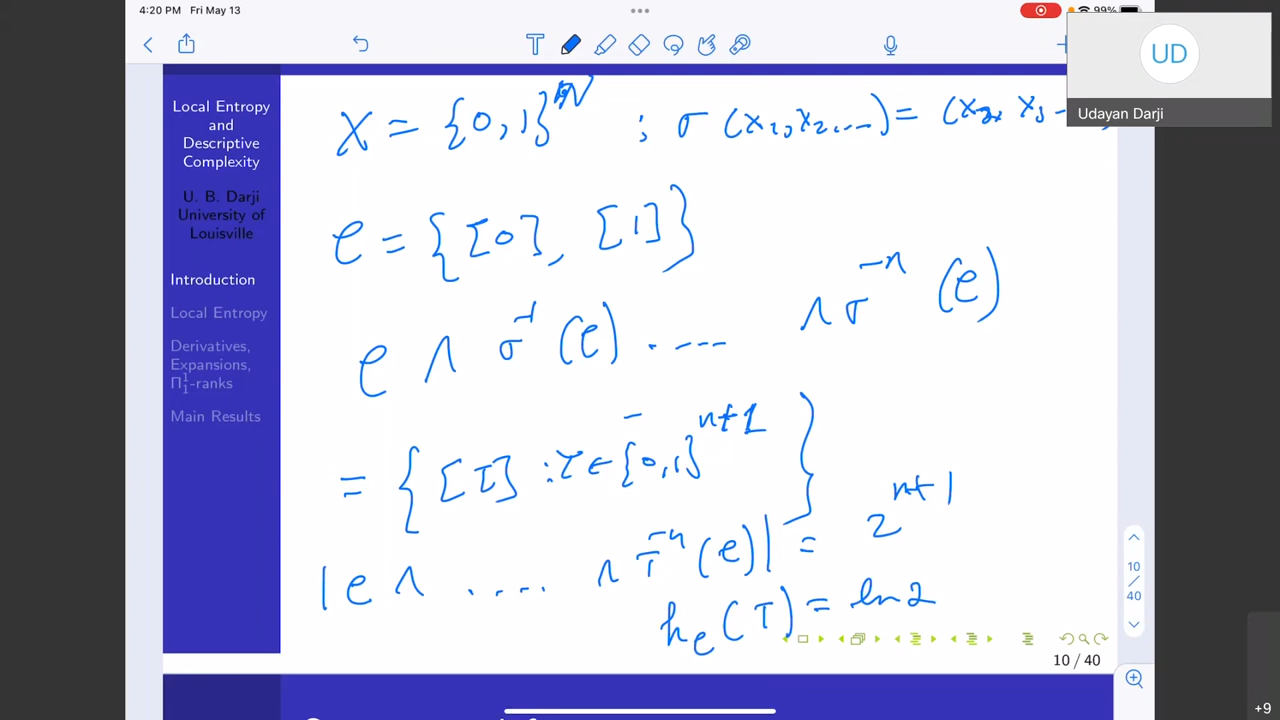 4:20 PM Fri May 13
99%
UD
Udayan Darji
Local Entropy
and
Descriptive
Complexity
U. B. Darji
University of
Louisville
Introduction
Local Entropy
Derivatives,
Expansions,
Π¹₁-ranks
Main Results
X = {0,1}^ℕ ; σ(x₁,x₂,...) = (x₂, x₃ -
e = {[0], [1]}
e ∧ σ⁻¹(e) ..... ∧ σ⁻ⁿ(e)
= {[τ] : τ ∈ {0,1}ⁿ⁺¹}
|e ∧ ..... ∧ T⁻ⁿ(e)| = 2ⁿ⁺¹
hₑ(T) = ln 2
10 / 40
10
/
40
+9